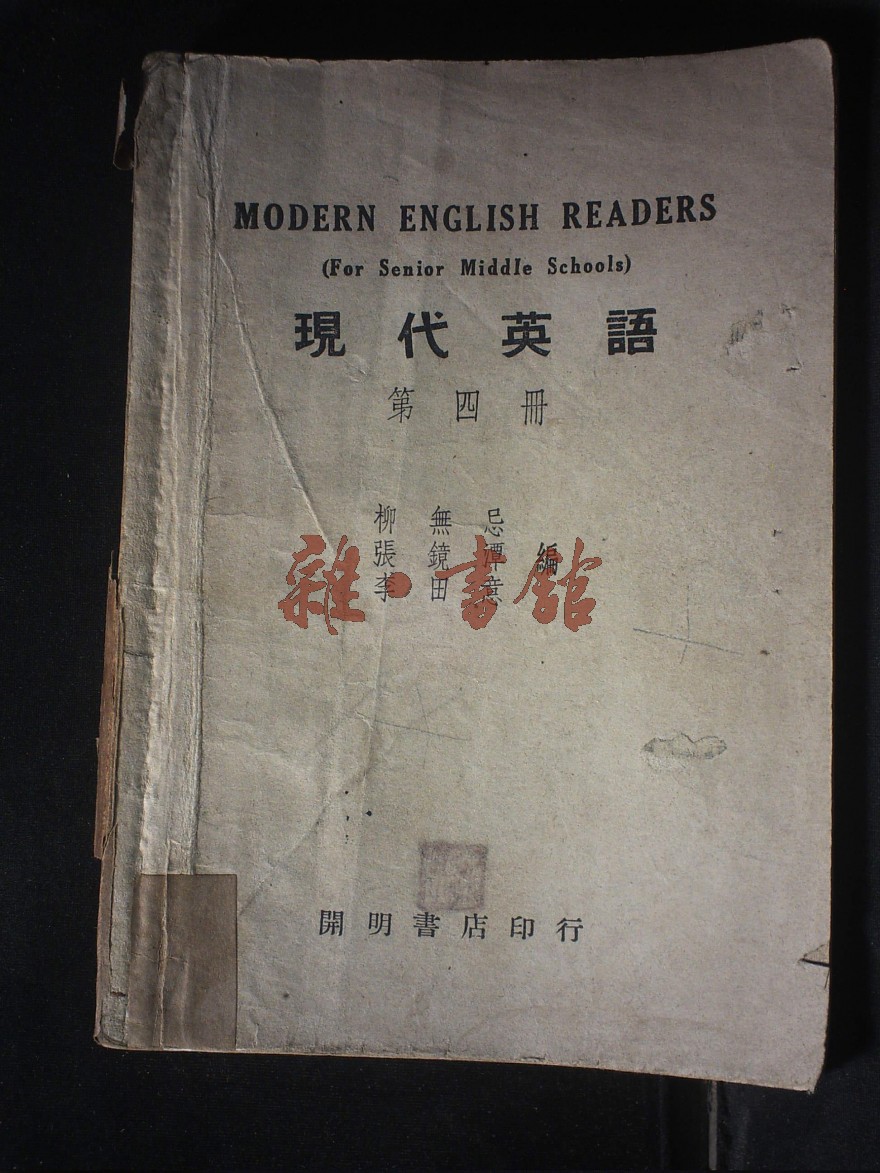 MODERN ENGLISH READERS
(For Senior Middle Schools)
現代英語
第四冊
柳無忌
張鏡潭
李田意
編
雜·書館
開明書店印行